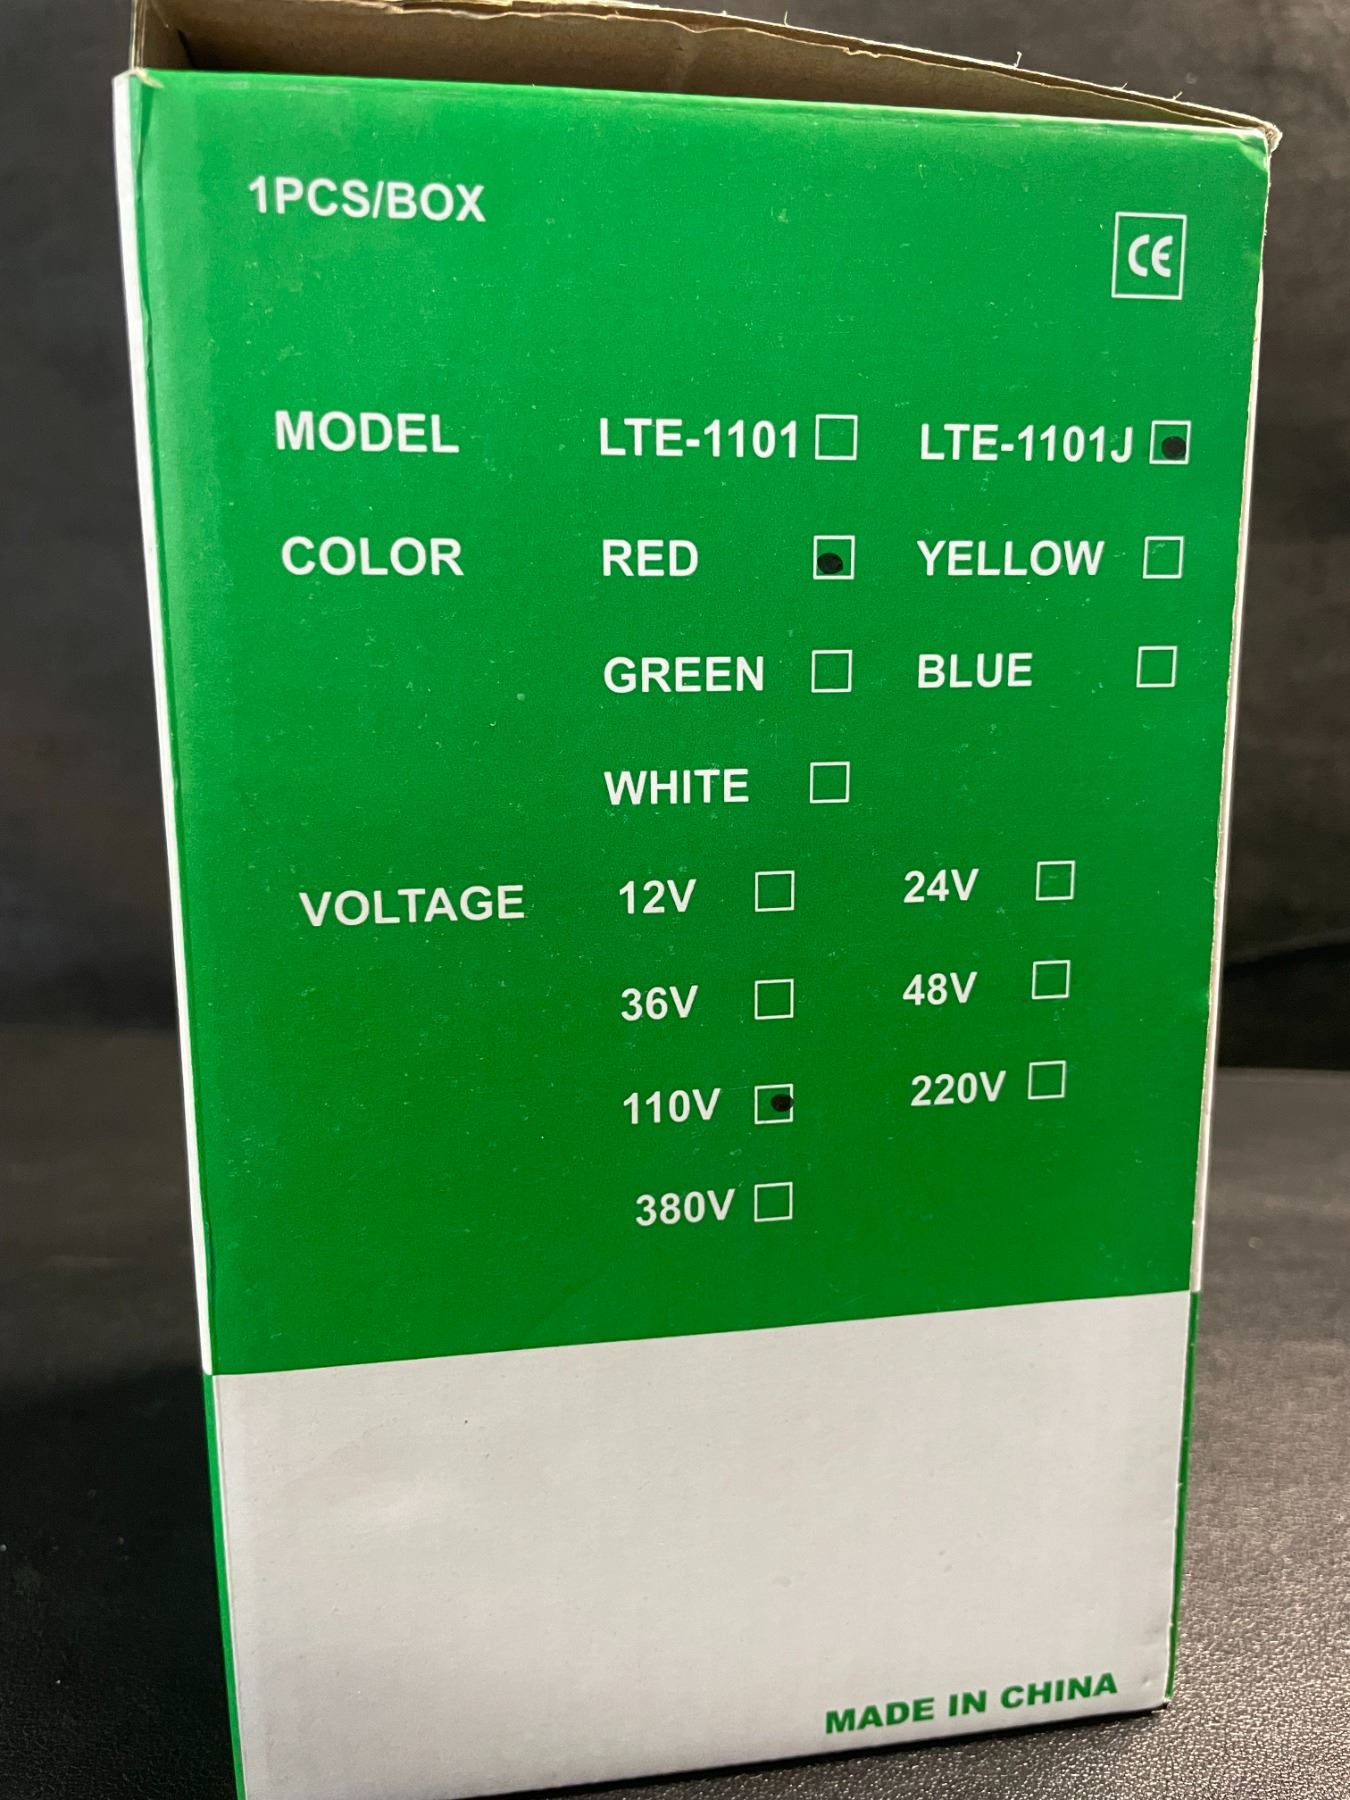 1PCS/BOX
CE
MODEL LTE-1101 LTE-1101J
COLOR RED YELLOW
GREEN BLUE
WHITE
VOLTAGE 12V 24V
36V 48V
110V 220V
380V
MADE IN CHINA